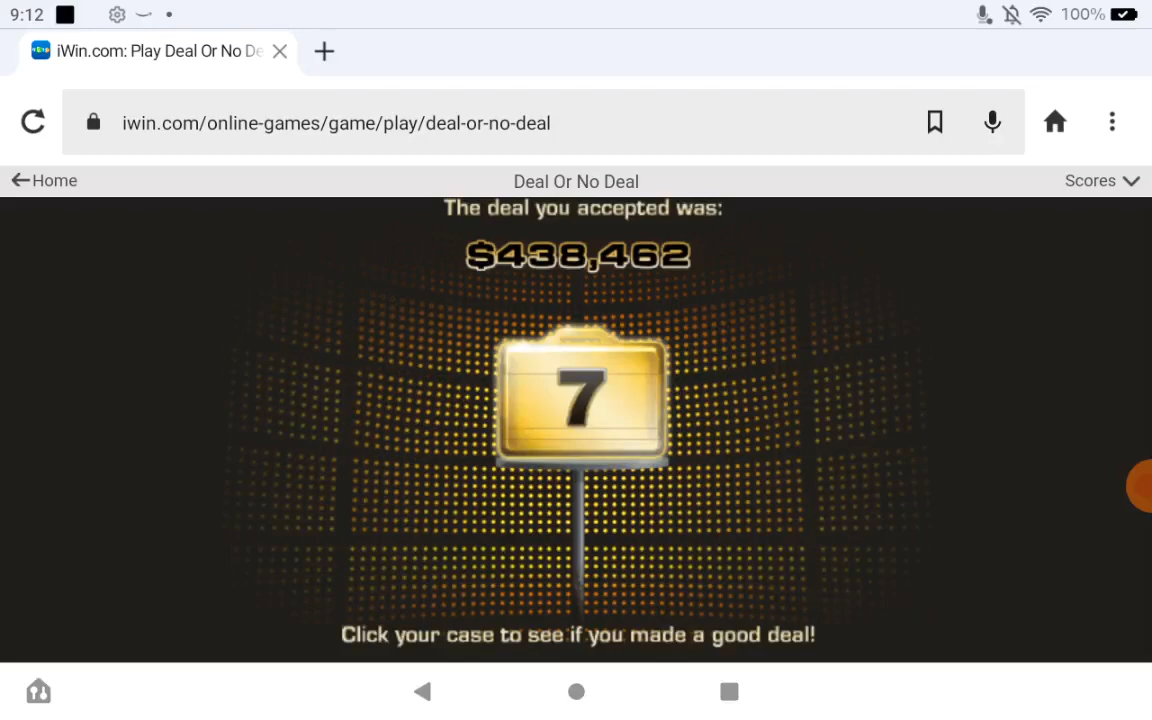 9:12
100%
iWin.com: Play Deal Or No De
iwin.com/online-games/game/play/deal-or-no-deal
Home
Deal Or No Deal
Scores
The deal you accepted was:
$438,462
7
Click your case to see if you made a good deal!